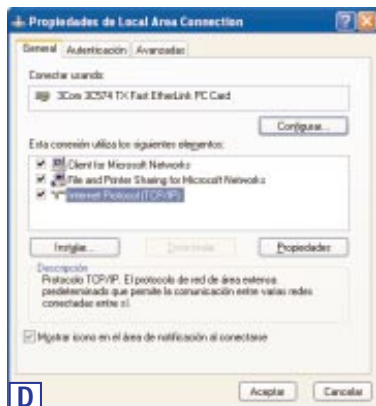 Propiedades de Local Area Connection
General Autenticación Avanzadas
Conectar usando:
3Com 3C574 TX Fast EtherLink PC Card
Configurar...
Esta conexión utiliza los siguientes elementos:
Client for Microsoft Networks
File and Printer Sharing for Microsoft Networks
Internet Protocol (TCP/IP)
Instalar... Desinstalar Propiedades
Descripción
Protocolo TCP/IP. El protocolo de red de área extensa
predeterminado que permite la comunicación entre varias redes
conectadas entre sí.
Mostrar icono en el área de notificación al conectarse
Aceptar Cancelar
D